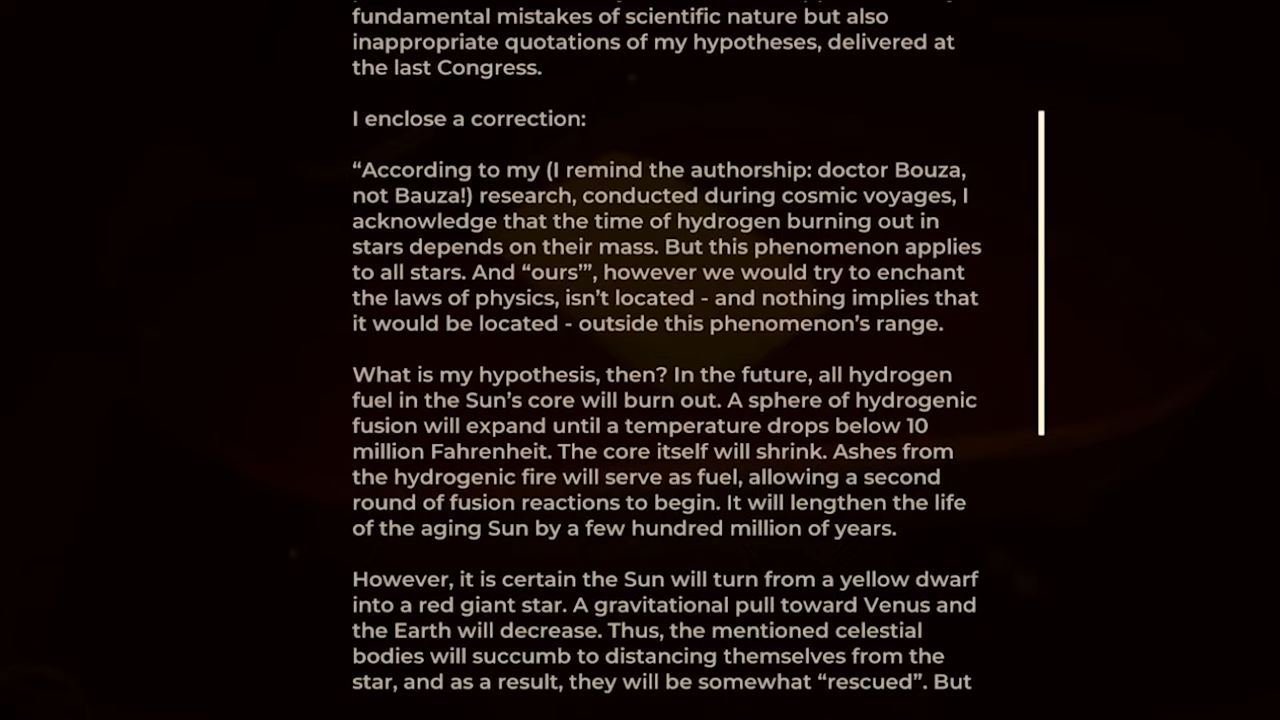 fundamental mistakes of scientific nature but also
inappropriate quotations of my hypotheses, delivered at
the last Congress.
I enclose a correction:
“According to my (I remind the authorship: doctor Bouza,
not Bauza!) research, conducted during cosmic voyages, I
acknowledge that the time of hydrogen burning out in
stars depends on their mass. But this phenomenon applies
to all stars. And “ours’”, however we would try to enchant
the laws of physics, isn’t located - and nothing implies that
it would be located - outside this phenomenon’s range.
What is my hypothesis, then? In the future, all hydrogen
fuel in the Sun’s core will burn out. A sphere of hydrogenic
fusion will expand until a temperature drops below 10
million Fahrenheit. The core itself will shrink. Ashes from
the hydrogenic fire will serve as fuel, allowing a second
round of fusion reactions to begin. It will lengthen the life
of the aging Sun by a few hundred million of years.
However, it is certain the Sun will turn from a yellow dwarf
into a red giant star. A gravitational pull toward Venus and
the Earth will decrease. Thus, the mentioned celestial
bodies will succumb to distancing themselves from the
star, and as a result, they will be somewhat “rescued”. But